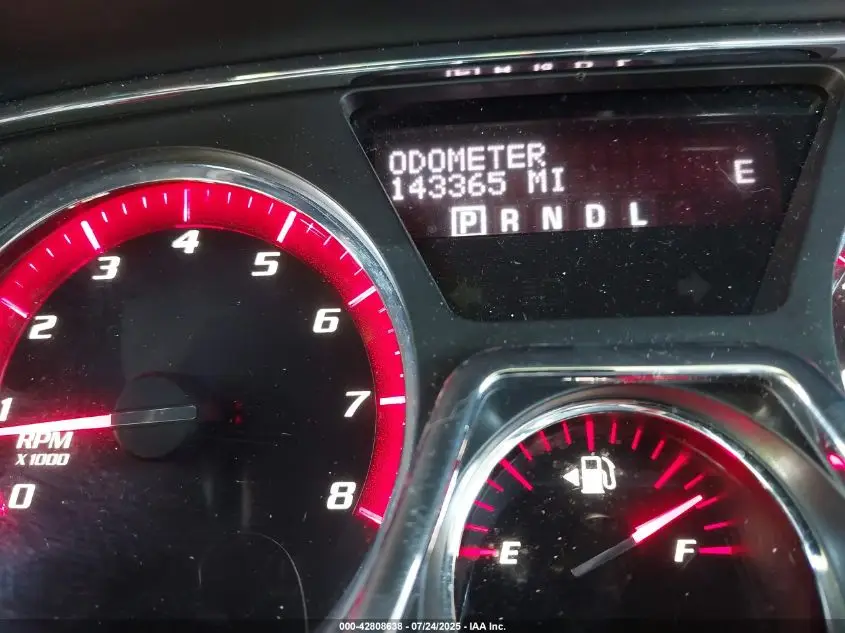 ODOMETER
143365 MI
E
P R N D L
1
2
3
4
5
6
7
8
0
RPM
X1000
E
F
000-42808638 - 07/24/2025 - IAA Inc.